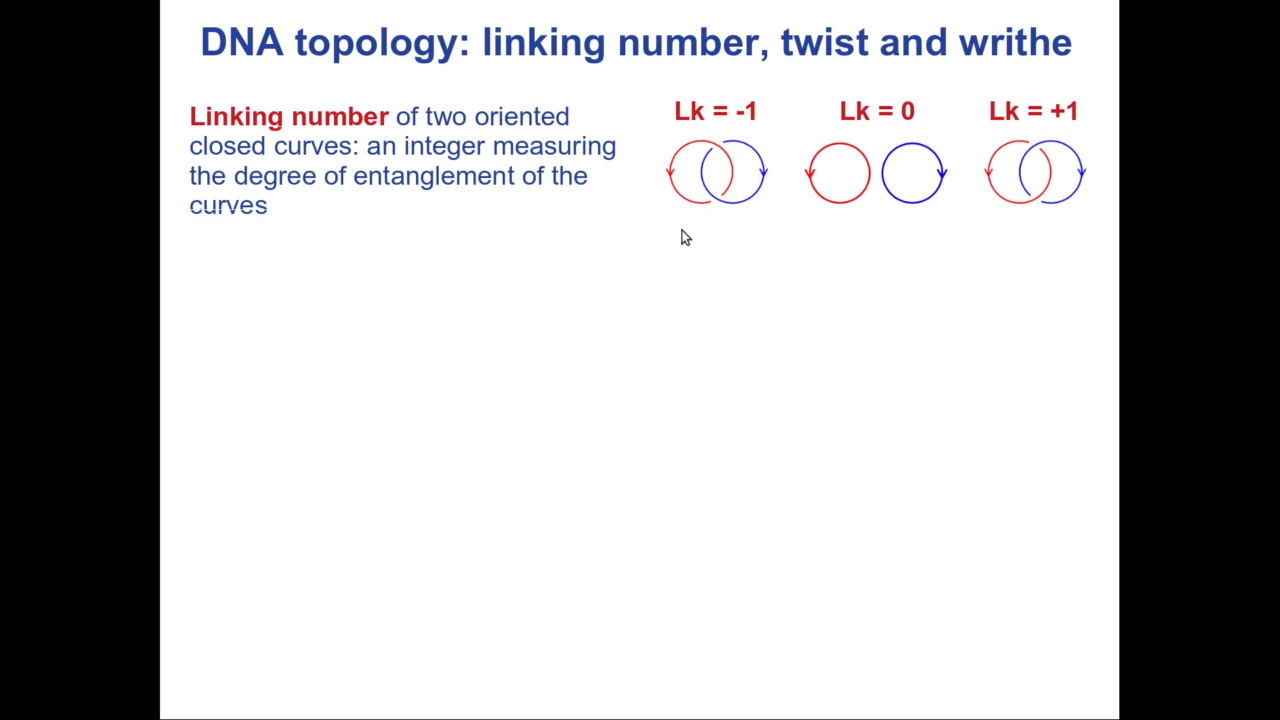 DNA topology: linking number, twist and writhe
Linking number of two oriented
closed curves: an integer measuring
the degree of entanglement of the
curves
Lk = -1
Lk = 0
Lk = +1